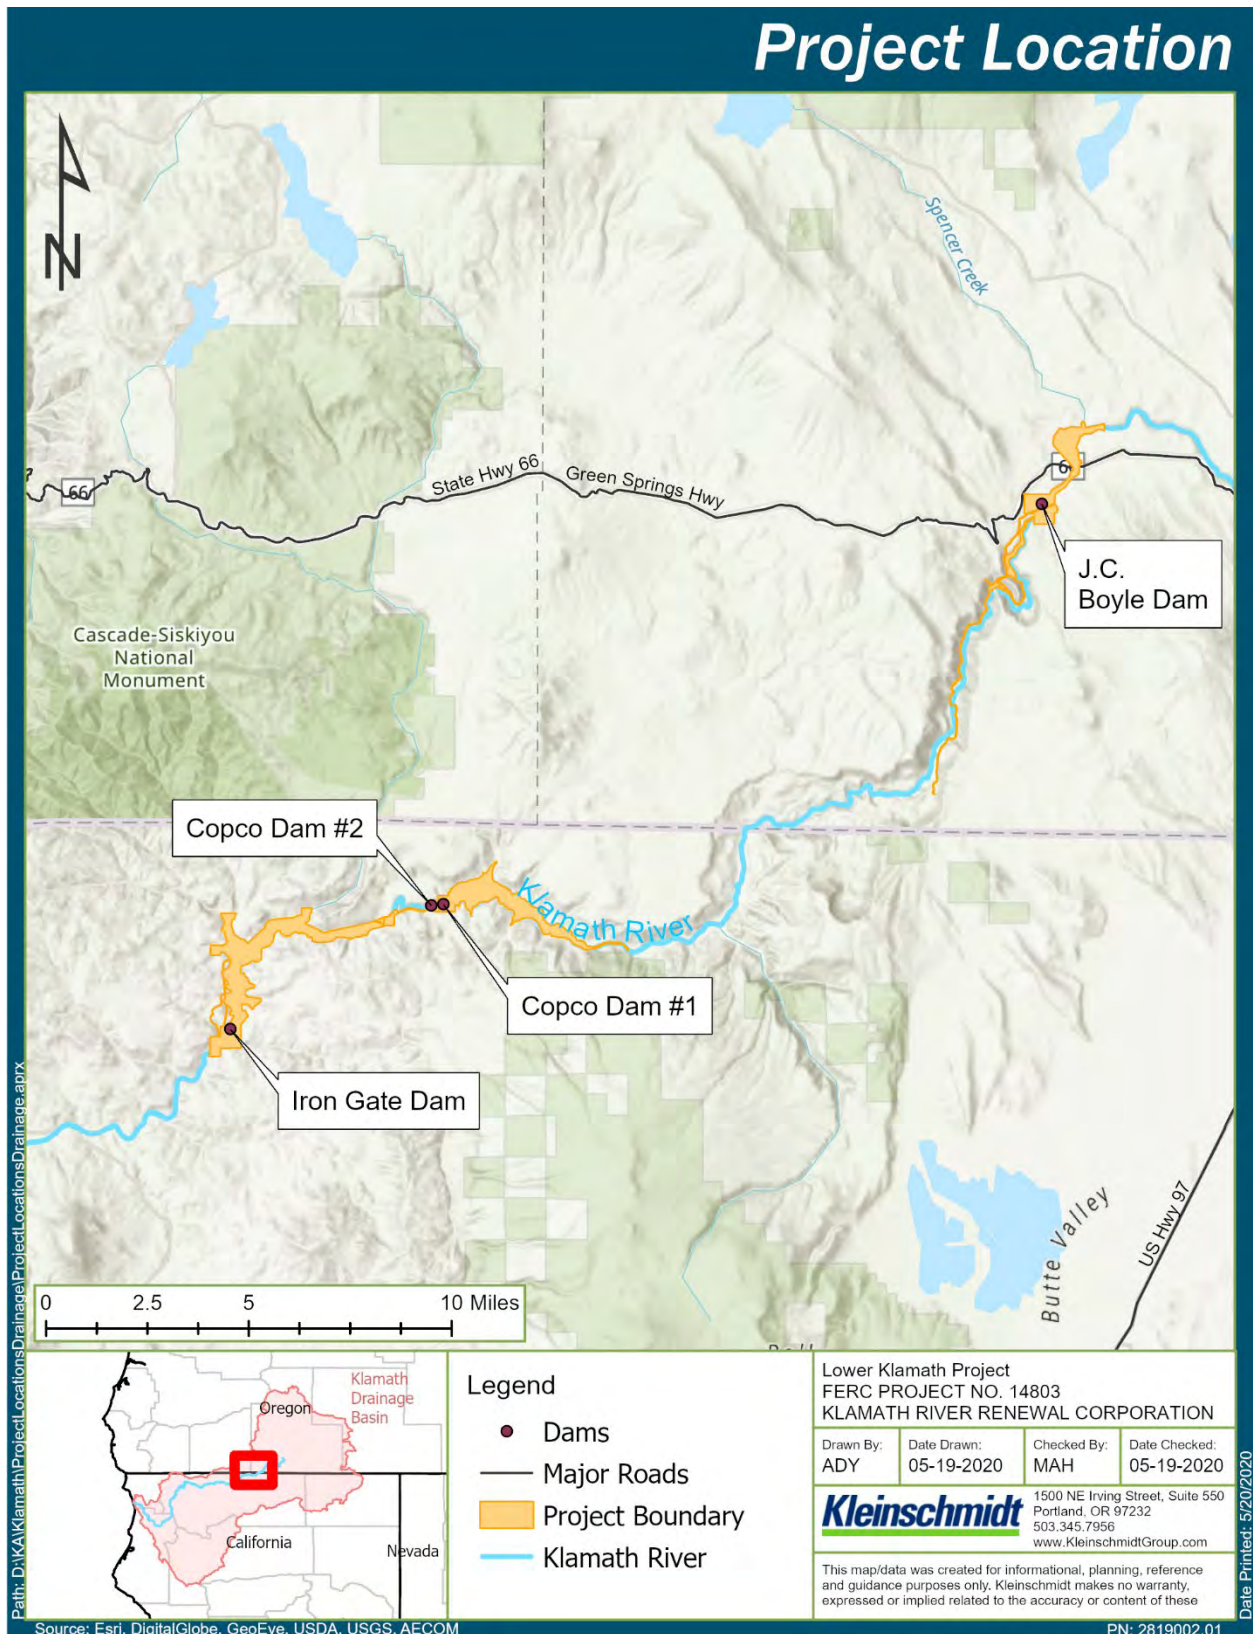 Project Location
N
Spencer Creek
66
State Hwy 66
Green Springs Hwy
J.C.
Boyle Dam
Cascade-Siskiyou
National
Monument
Copco Dam #2
Klamath River
Copco Dam #1
Iron Gate Dam
Butte Valley
US Hwy 97
0 2.5 5 10 Miles
Klamath
Drainage
Basin
Oregon
California
Nevada
Legend
Dams
Major Roads
Project Boundary
Klamath River
Lower Klamath Project
FERC PROJECT NO. 14803
KLAMATH RIVER RENEWAL CORPORATION
Drawn By:
ADY
Date Drawn:
05-19-2020
Checked By:
MAH
Date Checked:
05-19-2020
Kleinschmidt
1500 NE Irving Street, Suite 550
Portland, OR 97232
503.345.7956
www.KleinschmidtGroup.com
This map/data was created for informational, planning, reference
and guidance purposes only. Kleinschmidt makes no warranty,
expressed or implied related to the accuracy or content of these
Path: D:\KA\Klamath\ProjectLocationsDrainage\ProjectLocationsDrainage.aprx
Date Printed: 5/20/2020
Source: Esri, DigitalGlobe, GeoEye, USDA, USGS, AECOM
PN: 2819002.01